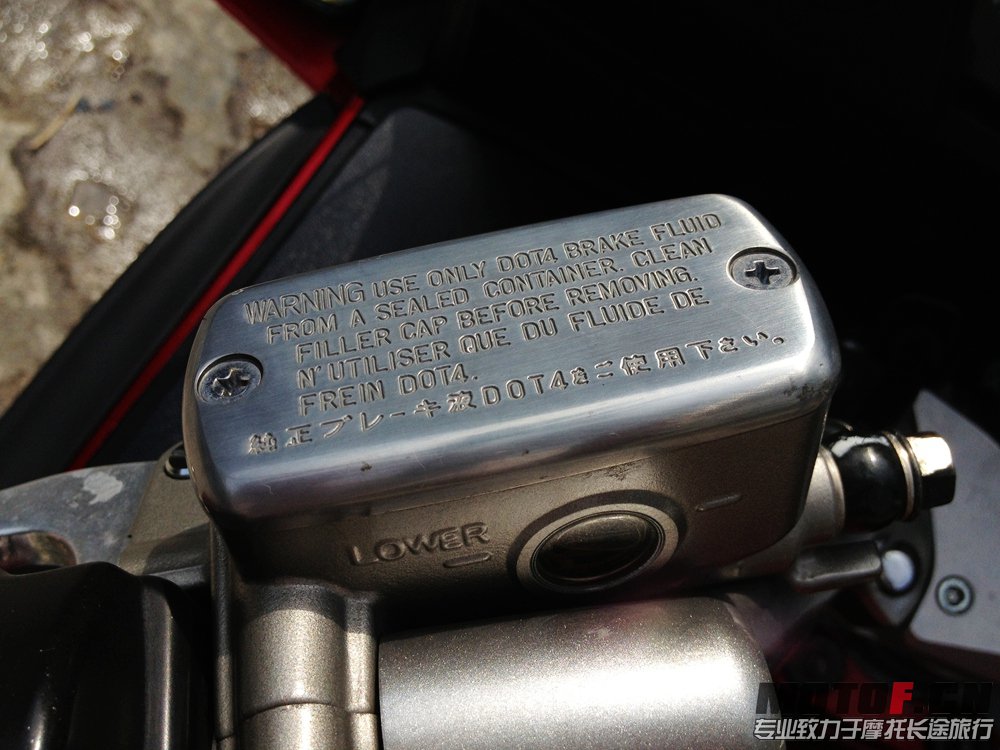 WARNING USE ONLY DOT4 BRAKE FLUID
FROM A SEALED CONTAINER. CLEAN
FILLER CAP BEFORE REMOVING.
N'UTILISER QUE DU FLUIDE DE
FREIN DOT4.
純正ブレーキ液DOT4をご使用下さい。
LOWER
MOTOF.CN
专业致力于摩托长途旅行